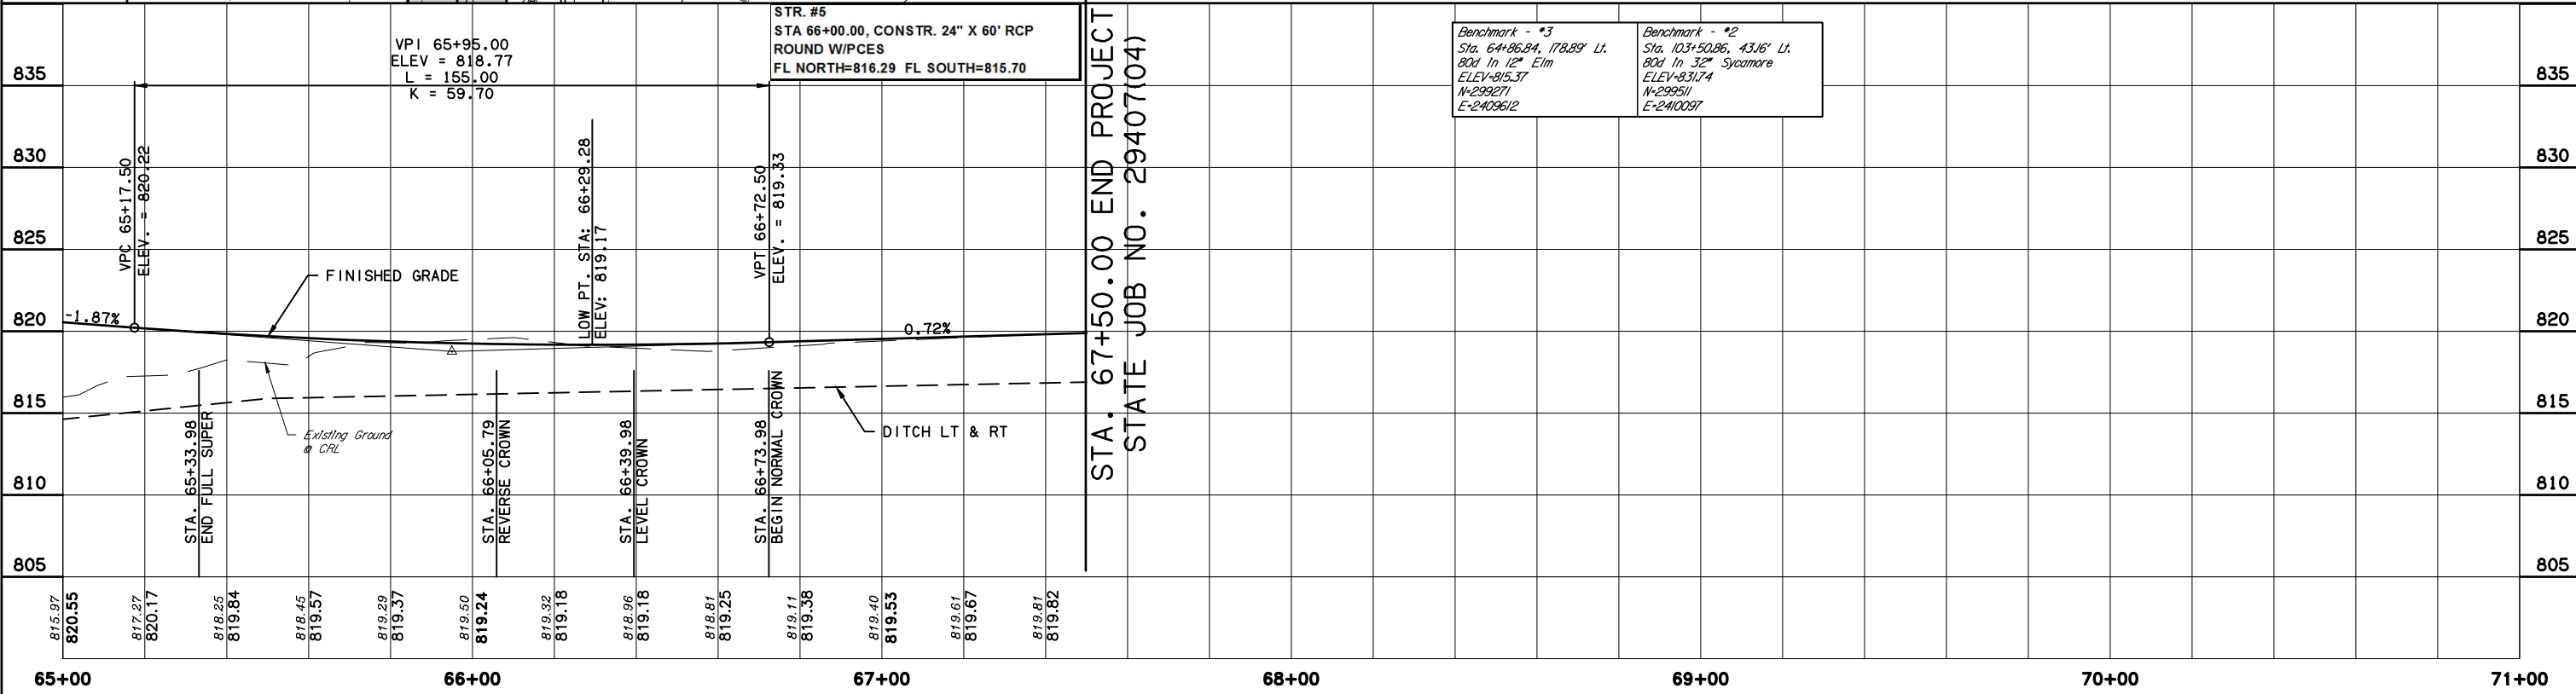 STR. #5
STA 66+00.00, CONSTR. 24" X 60' RCP
ROUND W/PCES
FL NORTH=816.29 FL SOUTH=815.70
VPI 65+95.00
ELEV = 818.77
L = 155.00
K = 59.70
Benchmark - #3
Sta. 64+86.84, 178.89' Lt.
80d In 12" Elm
ELEV=815.37
N=299271
E=2409612
Benchmark - #2
Sta. 103+50.86, 43.16' Lt.
80d In 32" Sycamore
ELEV=831.74
N=299511
E=2410097
STA. 67+50.00 END PROJECT
STATE JOB NO. 29407(04)
835
830
825
820
815
810
805
835
830
825
820
815
810
805
VPC 65+17.50
ELEV. = 820.22
LOW PT. STA: 66+29.28
ELEV: 819.17
VPT 66+72.50
ELEV. = 819.33
FINISHED GRADE
-1.87%
0.72%
Existing Ground
@ CRL
DITCH LT & RT
STA. 65+33.98
END FULL SUPER
STA. 66+05.79
REVERSE CROWN
STA. 66+39.98
LEVEL CROWN
STA. 66+73.98
BEGIN NORMAL CROWN
815.97
820.55
817.27
820.17
818.25
819.84
818.45
819.57
819.29
819.37
819.50
819.24
819.32
819.18
818.96
819.18
818.81
819.25
819.11
819.38
819.40
819.53
819.61
819.67
819.81
819.82
65+00
66+00
67+00
68+00
69+00
70+00
71+00